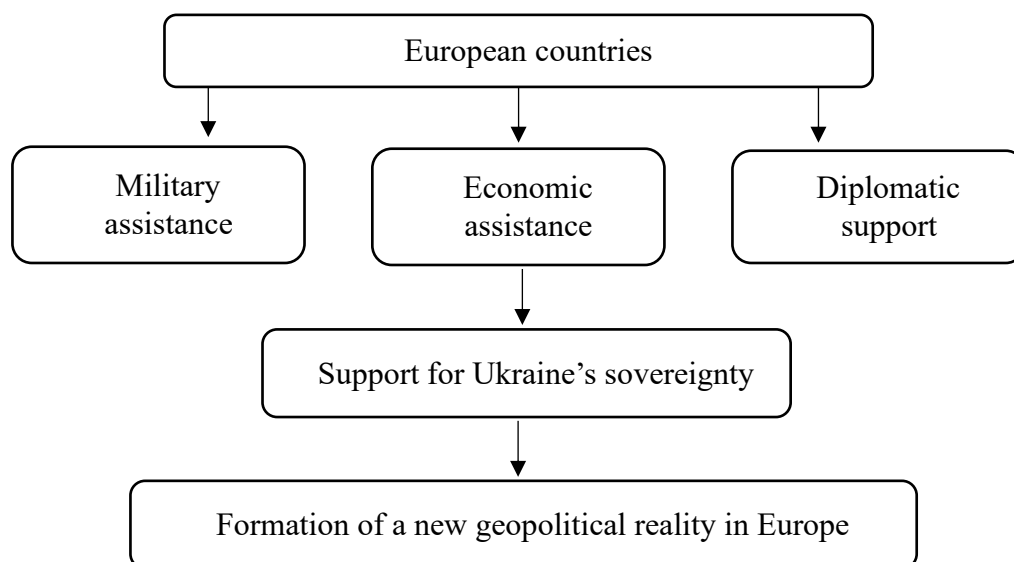 European countries
Military
assistance
Economic
assistance
Diplomatic
support
Support for Ukraine’s sovereignty
Formation of a new geopolitical reality in Europe